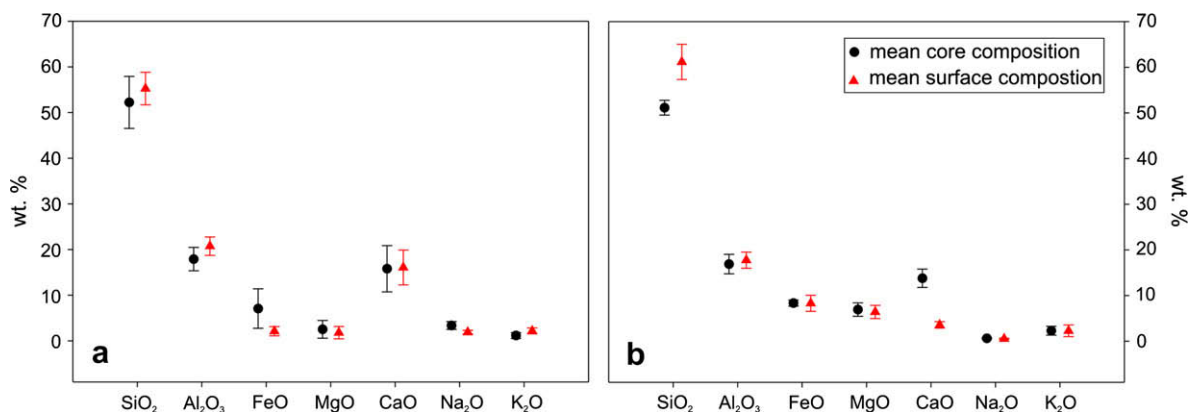 70
60
50
40
30
20
10
0
wt. %
a
SiO₂ Al₂O₃ FeO MgO CaO Na₂O K₂O
mean core composition
mean surface compostion
b
SiO₂ Al₂O₃ FeO MgO CaO Na₂O K₂O
70
60
50
40
30
20
10
0
wt. %